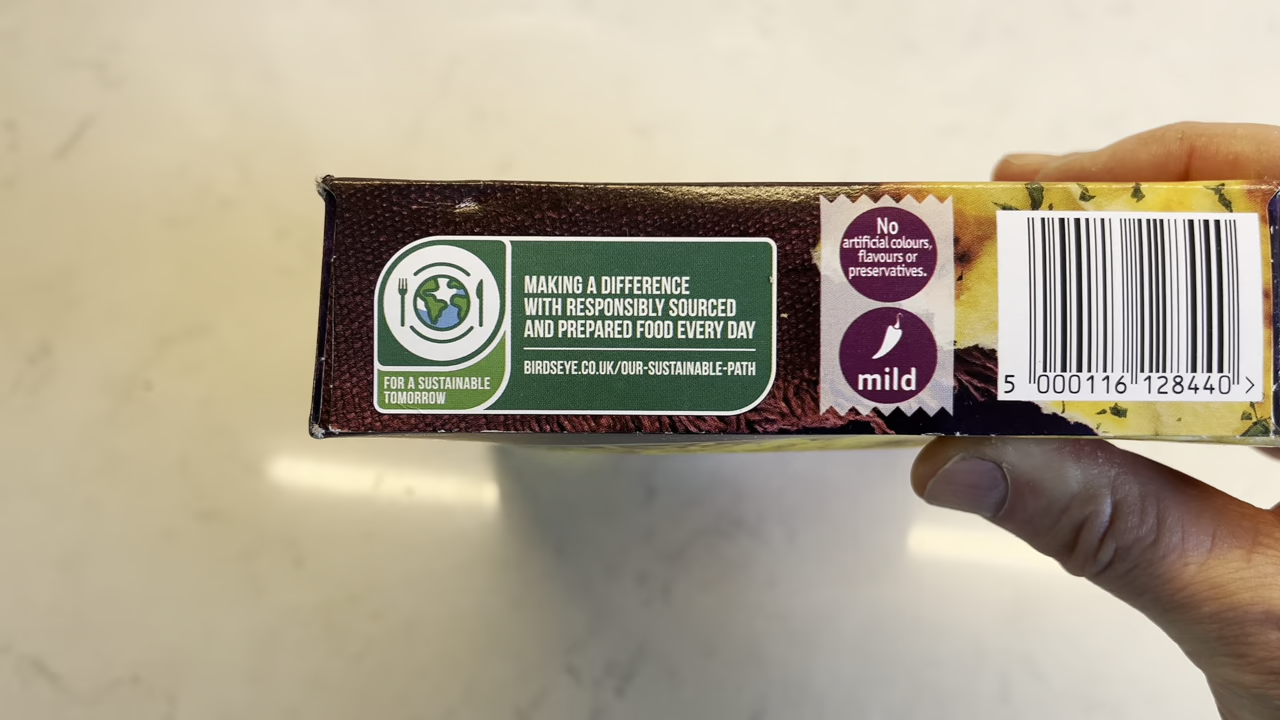 FOR A SUSTAINABLE
TOMORROW
MAKING A DIFFERENCE
WITH RESPONSIBLY SOURCED
AND PREPARED FOOD EVERY DAY
BIRDSEYE.CO.UK/OUR-SUSTAINABLE-PATH
No
artificial colours,
flavours or
preservatives.
mild
5 000116 128440 >